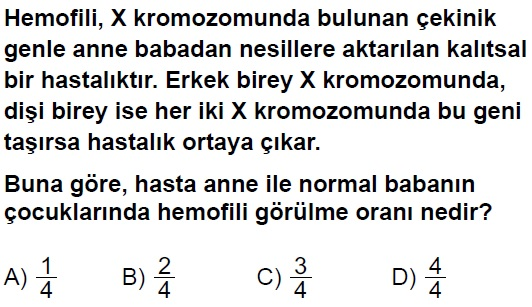 Hemofili, X kromozomunda bulunan çekinik
genle anne babadan nesillere aktarılan kalıtsal
bir hastalıktır. Erkek birey X kromozomunda,
dişi birey ise her iki X kromozomunda bu geni
taşırsa hastalık ortaya çıkar.
Buna göre, hasta anne ile normal babanın
çocuklarında hemofili görülme oranı nedir?
A) 1/4 B) 2/4 C) 3/4 D) 4/4